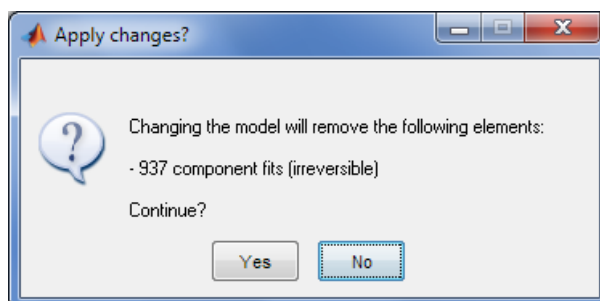 Apply changes?
Changing the model will remove the following elements:
- 937 component fits (irreversible)
Continue?
Yes No